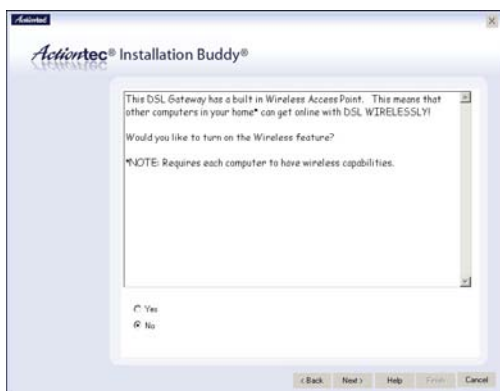 Actiontec
Actiontec® Installation Buddy®
This DSL Gateway has a built in Wireless Access Point. This means that
other computers in your home* can get online with DSL WIRELESSLY!
Would you like to turn on the Wireless feature?
*NOTE: Requires each computer to have wireless capabilities.
Yes
No
< Back Next > Help Finish Cancel